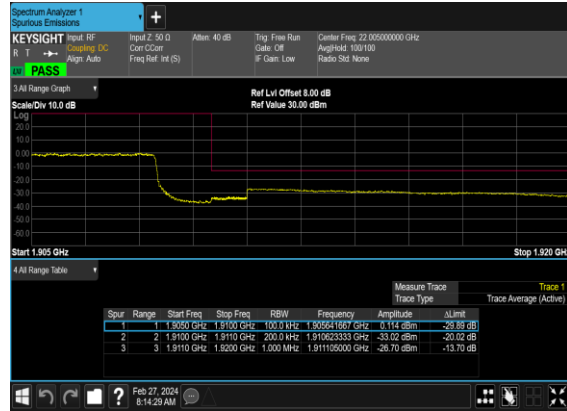 Spectrum Analyzer 1
Spurious Emissions
KEYSIGHT Input: RF Input Z: 50 Ω Atten: 40 dB Trig: Free Run Center Freq: 22.005000000 GHz
R T Coupling: DC Corr CCorr Gate: Off Avg|Hold: 100/100
Align: Auto Freq Ref: Int (S) IF Gain: Low Radio Std: None
PASS
3 All Range Graph
Ref Lvl Offset 8.00 dB
Scale/Div 10.0 dB Ref Value 30.00 dBm
Log
20.0
10.0
0.00
-10.0
-20.0
-30.0
-40.0
-50.0
-60.0
Start 1.905 GHz Stop 1.920 GH
4 All Range Table
Measure Trace Trace 1
Trace Type Trace Average (Active)
Spur Range Start Freq Stop Freq RBW Frequency Amplitude ΔLimit
1 1 1.9050 GHz 1.9100 GHz 100.0 kHz 1.905641667 GHz 0.114 dBm -29.89 dB
2 2 1.9100 GHz 1.9110 GHz 200.0 kHz 1.910623333 GHz -33.02 dBm -20.02 dB
3 3 1.9110 GHz 1.9200 GHz 1.000 MHz 1.911105000 GHz -26.70 dBm -13.70 dB
Feb 27, 2024
8:14:29 AM